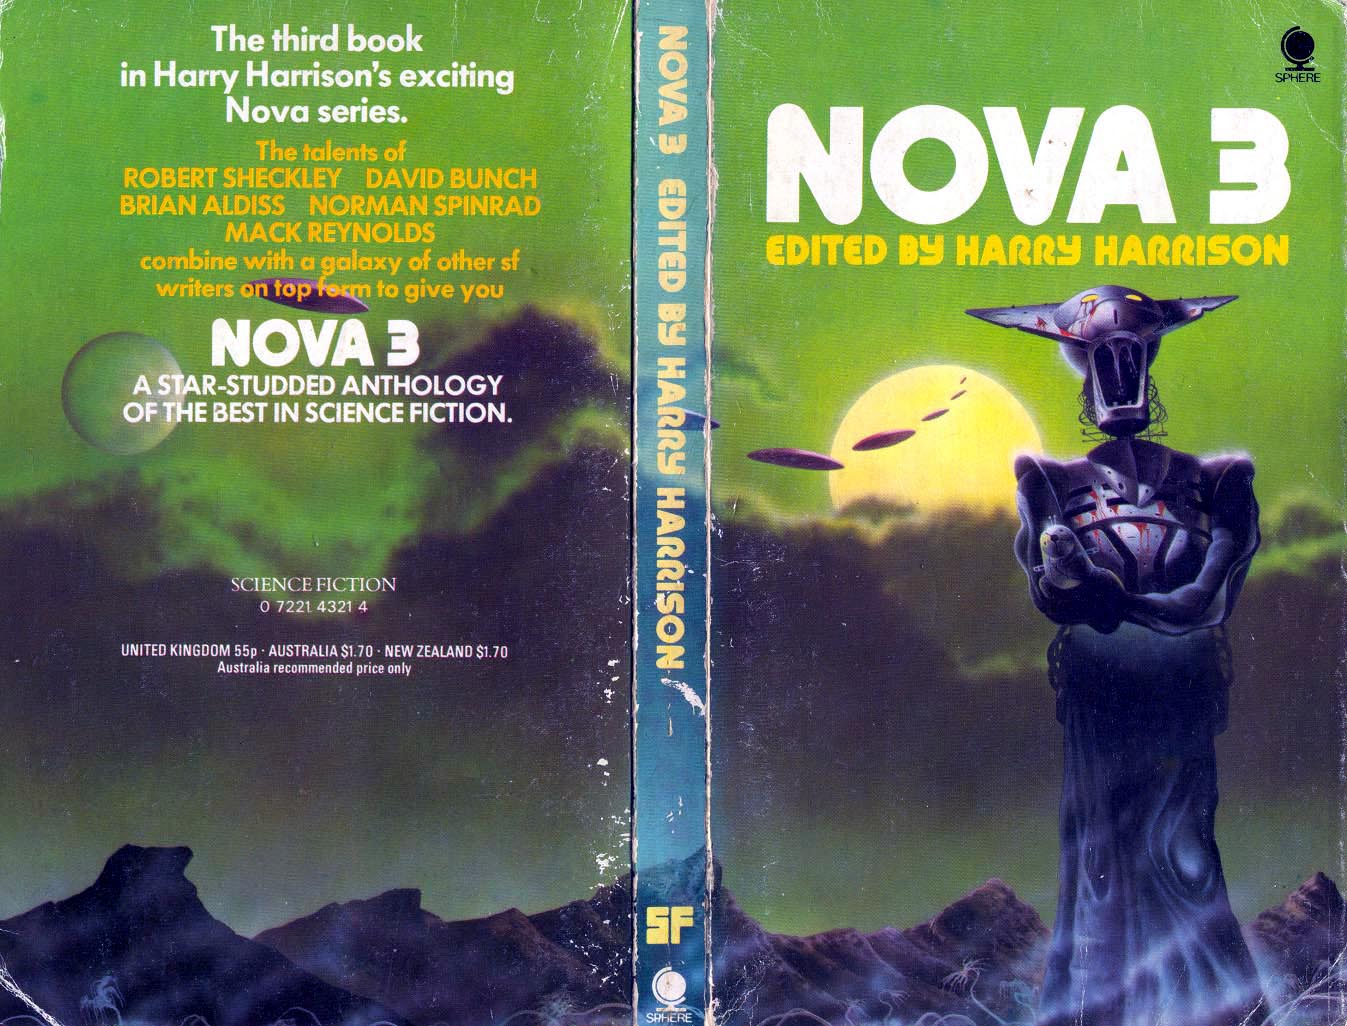 The third book
in Harry Harrison's exciting
Nova series.
The talents of
ROBERT SHECKLEY DAVID BUNCH
BRIAN ALDISS NORMAN SPINRAD
MACK REYNOLDS
combine with a galaxy of other sf
writers on top form to give you
NOVA 3
A STAR-STUDDED ANTHOLOGY
OF THE BEST IN SCIENCE FICTION.
SCIENCE FICTION
0 7221 4321 4
UNITED KINGDOM 55p · AUSTRALIA $1.70 · NEW ZEALAND $1.70
Australia recommended price only
NOVA 3 EDITED BY HARRY HARRISON
SF
SPHERE
SPHERE
NOVA 3
EDITED BY HARRY HARRISON